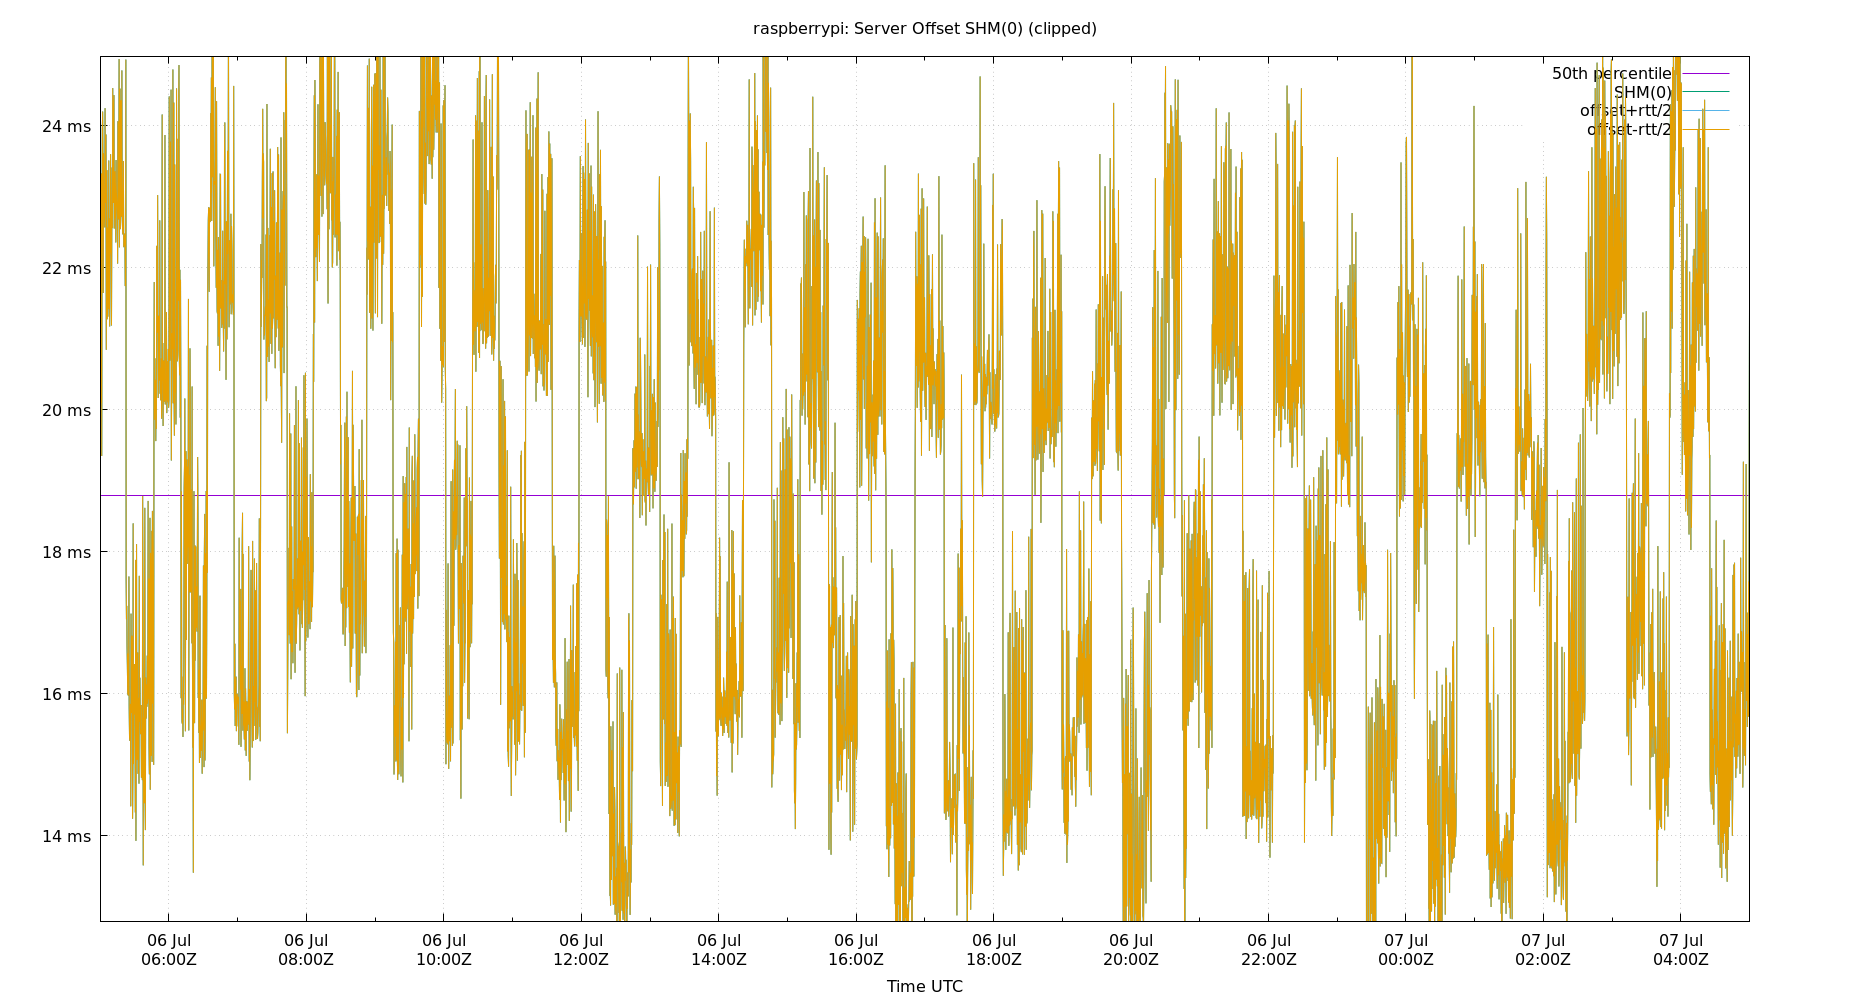 raspberrypi: Server Offset SHM(0) (clipped)
50th percentile
SHM(0)
offset+rtt/2
offset-rtt/2
24 ms
22 ms
20 ms
18 ms
16 ms
14 ms
06 Jul 06 Jul 06 Jul 06 Jul 06 Jul 06 Jul 06 Jul 06 Jul 06 Jul 07 Jul 07 Jul 07 Jul
06:00Z 08:00Z 10:00Z 12:00Z 14:00Z 16:00Z 18:00Z 20:00Z 22:00Z 00:00Z 02:00Z 04:00Z
Time UTC